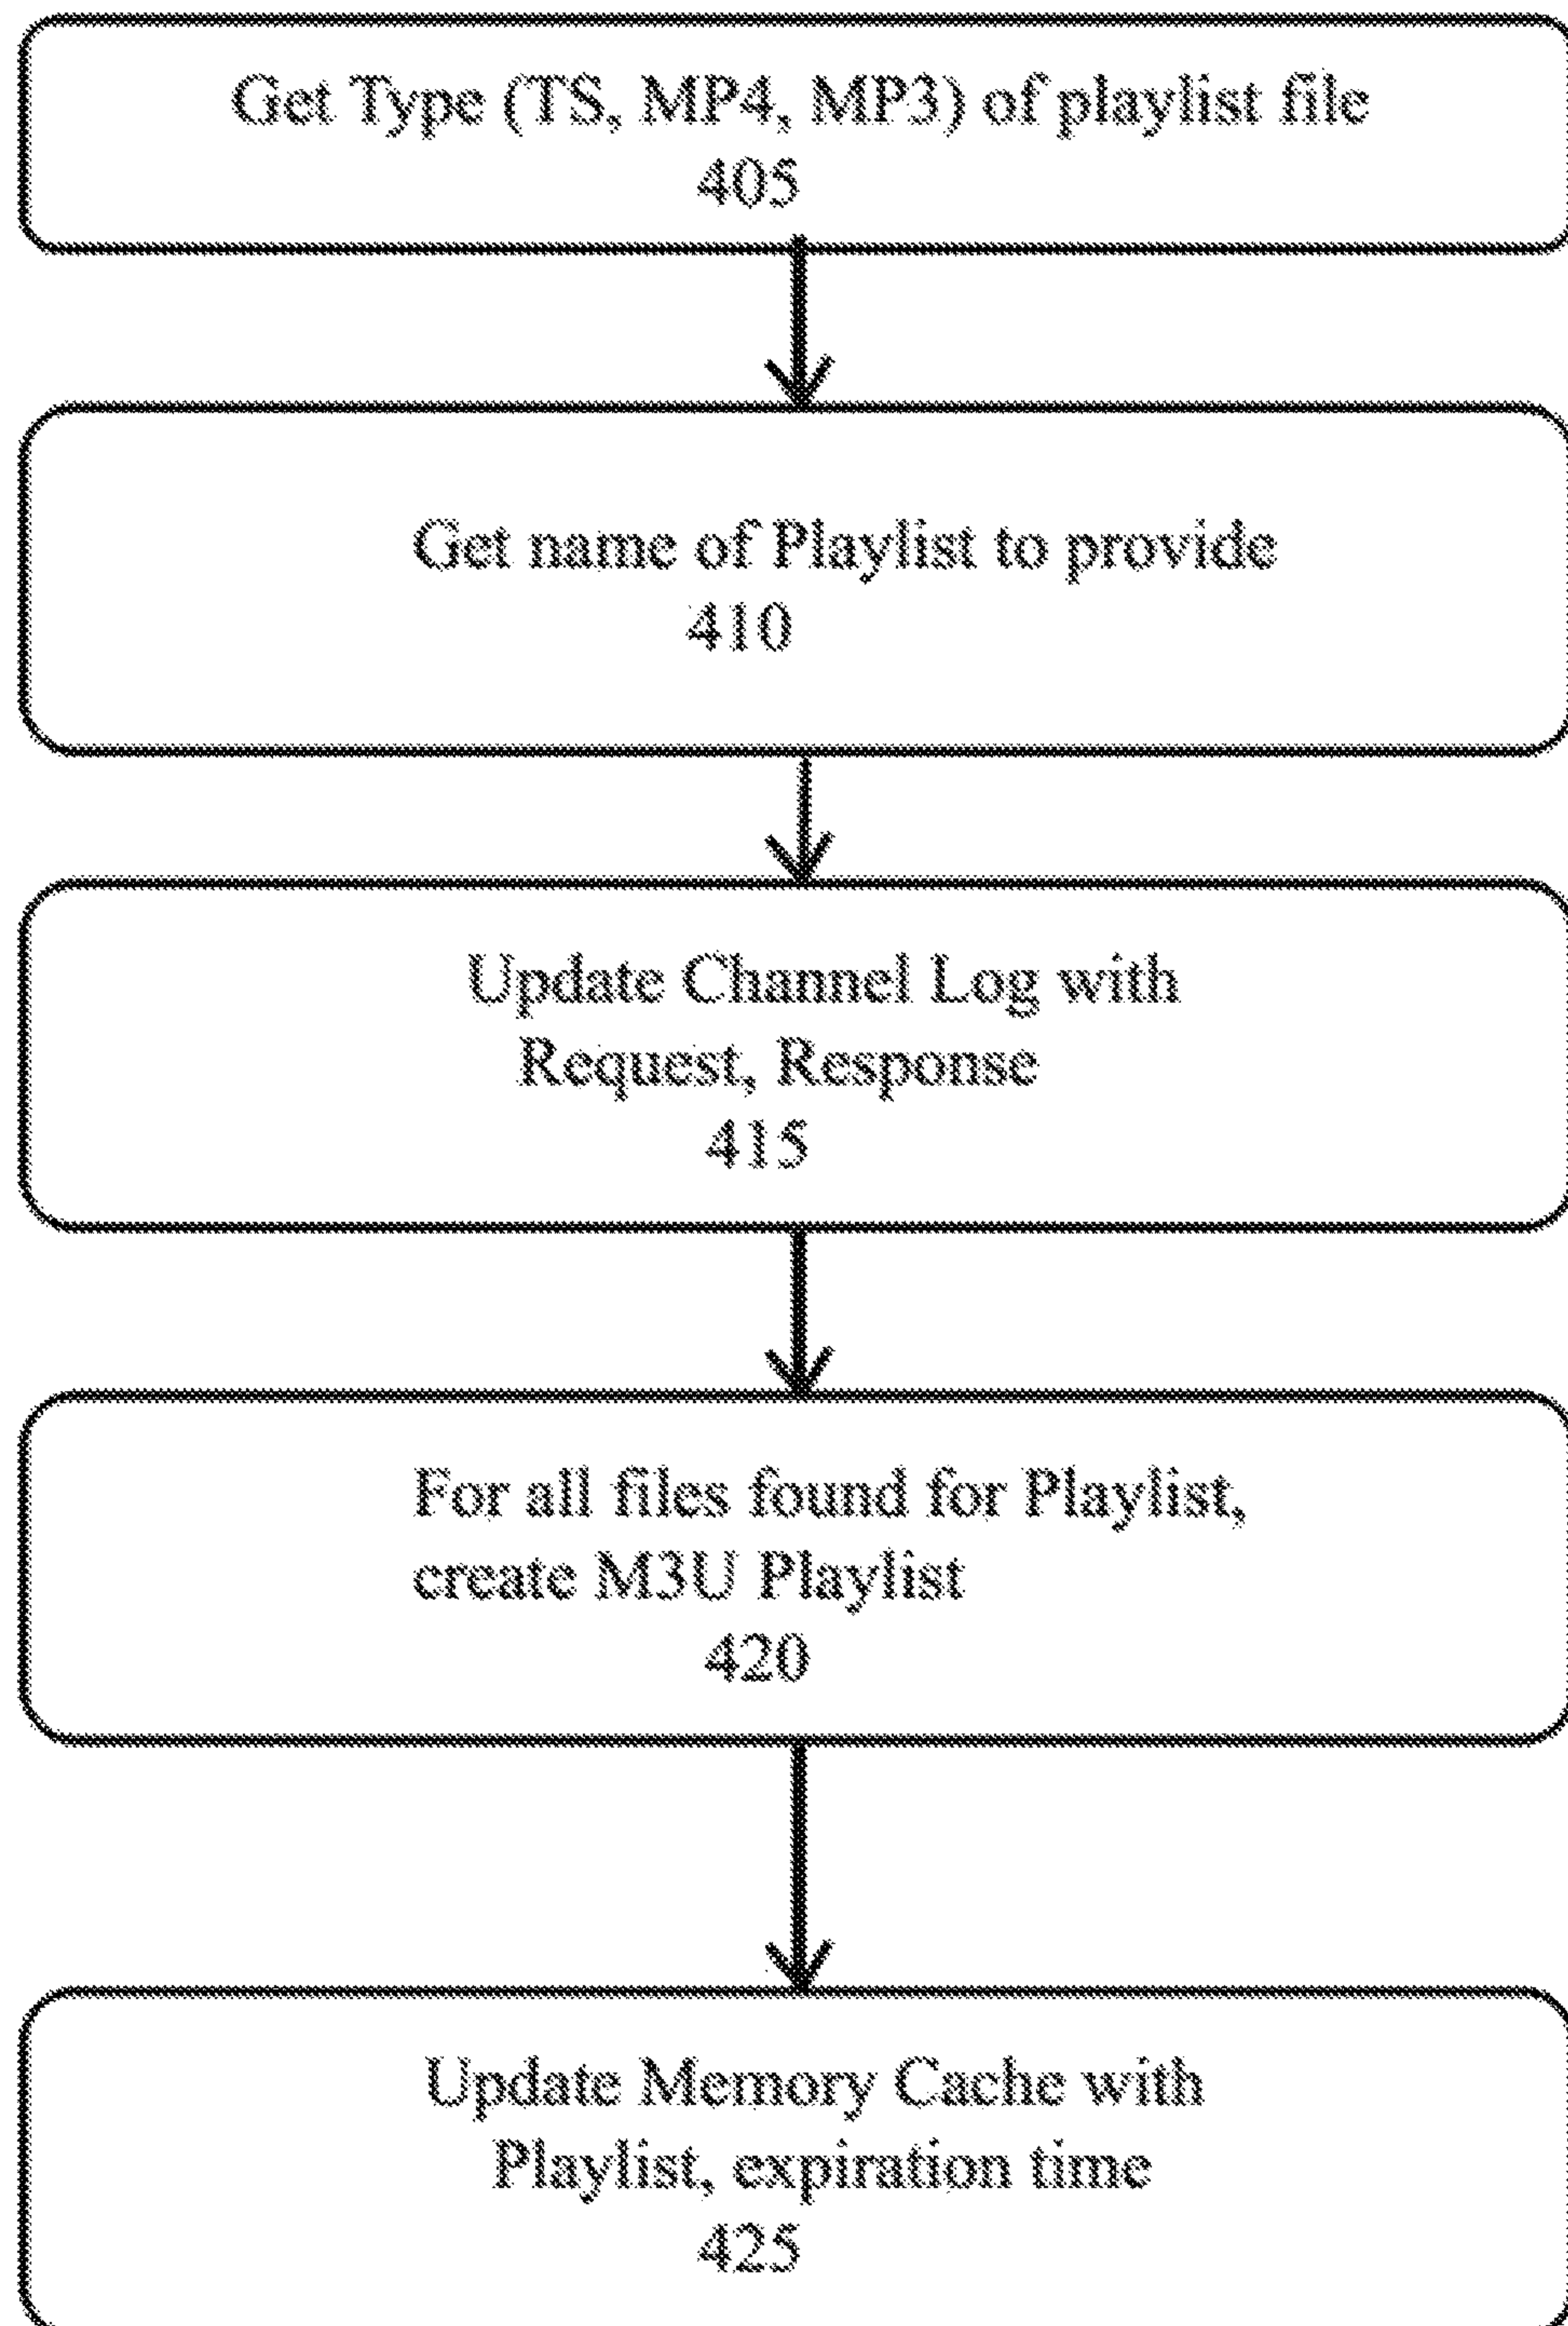 Get Type (TS, MP4, MP3) of playlist file
405
Get name of Playlist to provide
410
Update Channel Log with
Request, Response
415
For all files found for Playlist,
create M3U Playlist
420
Update Memory Cache with
Playlist, expiration time
425